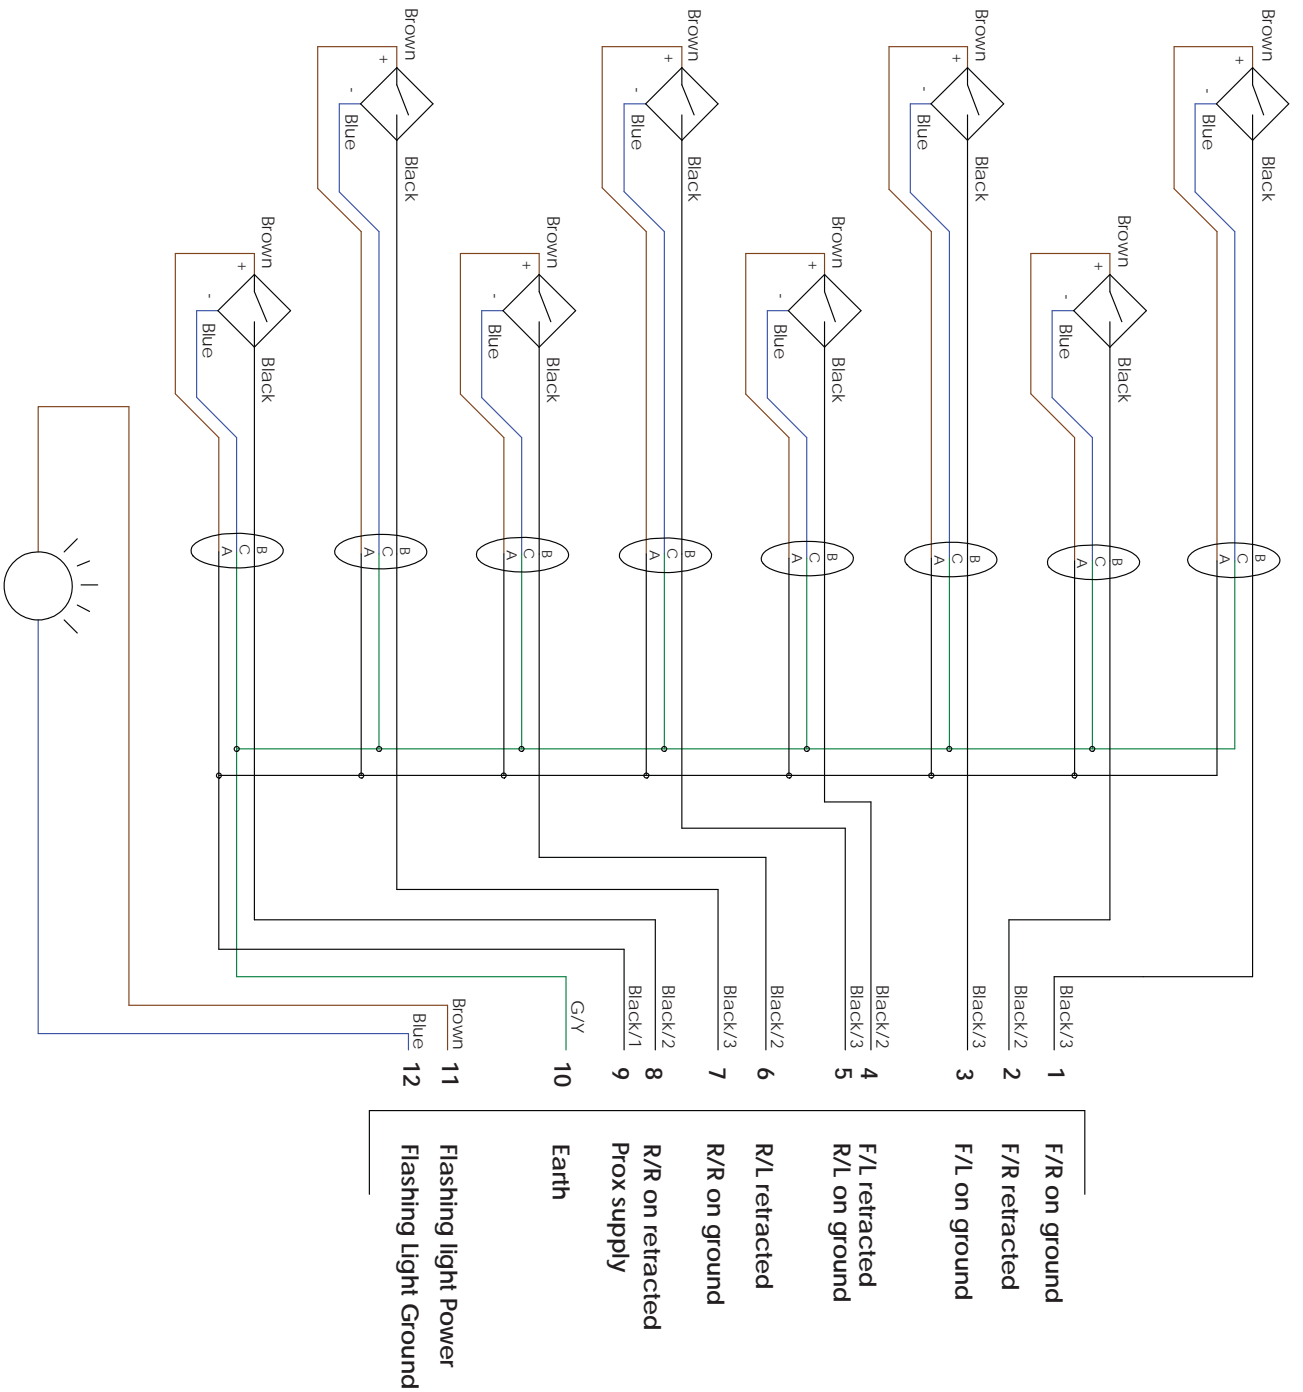 Brown
+
-
Blue
Black
B
C
A
Brown
+
-
Blue
Black
B
C
A
Brown
+
-
Blue
Black
B
C
A
Brown
+
-
Blue
Black
B
C
A
Brown
+
-
Blue
Black
B
C
A
Brown
+
-
Blue
Black
B
C
A
Brown
+
-
Blue
Black
B
C
A
Brown
+
-
Blue
Black
B
C
A
Black/3 1 F/R on ground
Black/2 2 F/R retracted
Black/3 3 F/L on ground
Black/2 4 F/L retracted
Black/3 5 R/L on ground
Black/2 6 R/L retracted
Black/3 7 R/R on ground
Black/2 8 R/R on retracted
Black/1 9 Prox supply
G/Y 10 Earth
Brown 11 Flashing light Power
Blue 12 Flashing Light Ground